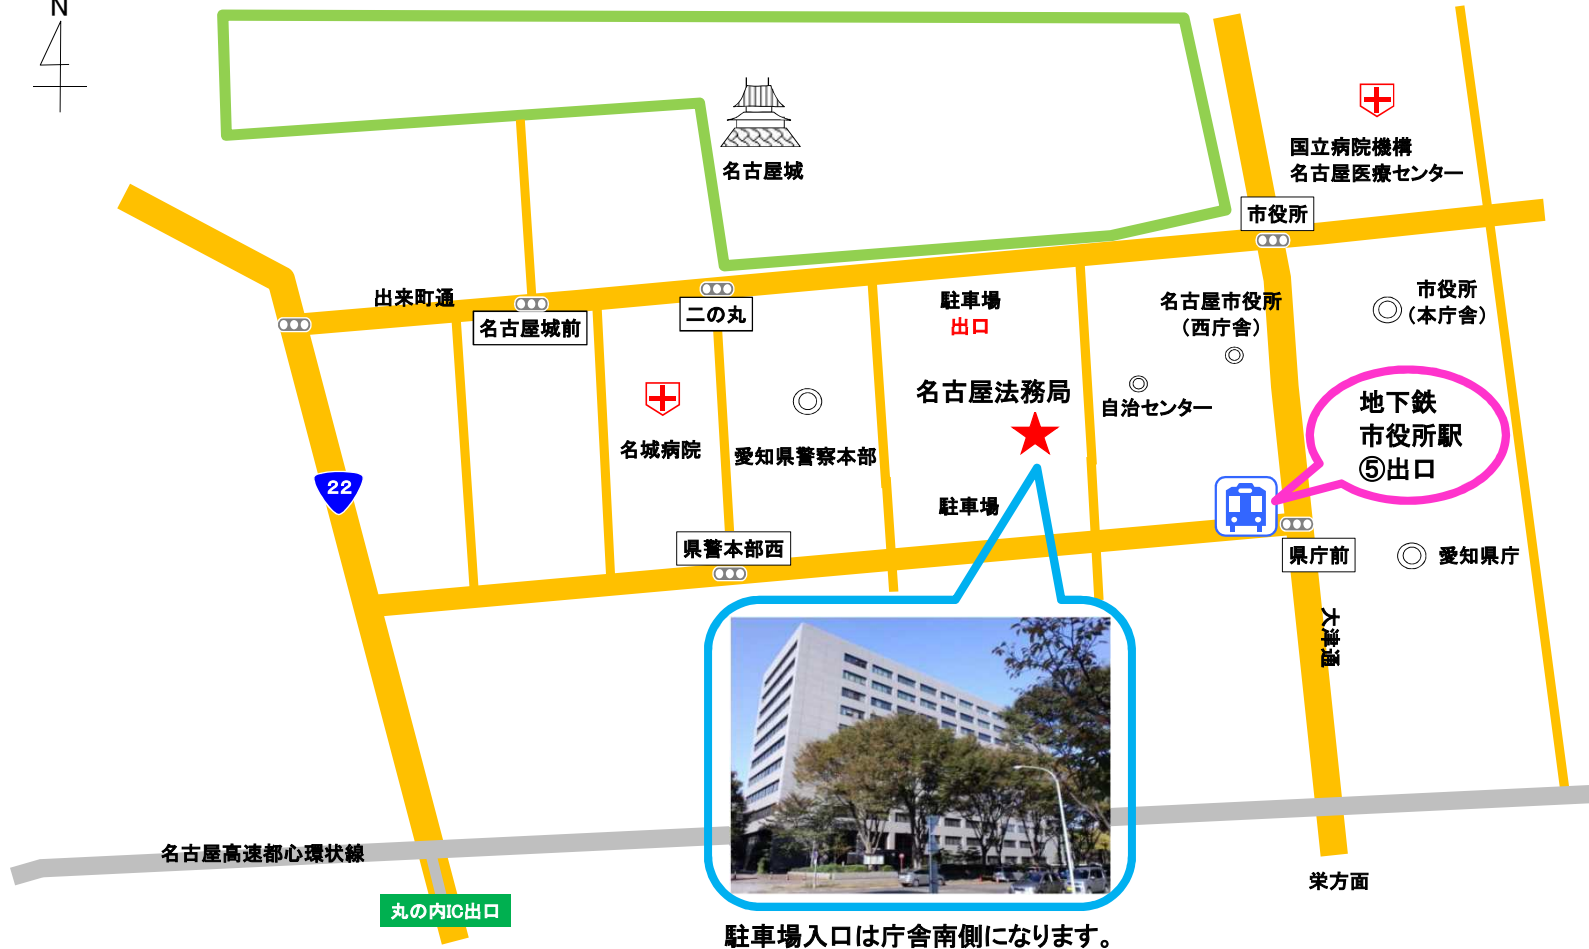 N
名古屋城
国立病院機構
名古屋医療センター
市役所
出来町通
名古屋城前
二の丸
駐車場
出口
名古屋市役所
（西庁舎）
市役所
（本庁舎）
名古屋法務局
自治センター
地下鉄
市役所駅
⑤出口
名城病院
愛知県警察本部
22
駐車場
県警本部西
県庁前
愛知県庁
大津通
名古屋高速都心環状線
栄方面
丸の内IC出口
駐車場入口は庁舎南側になります。